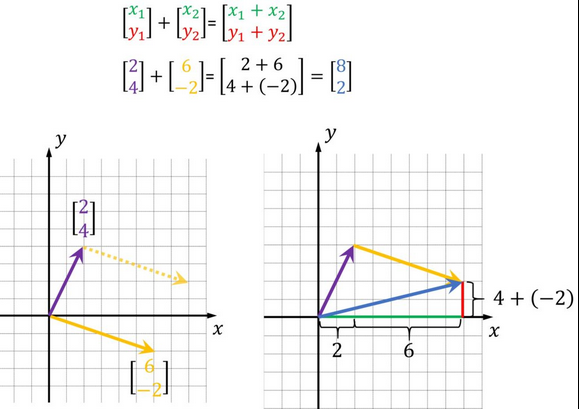 [x₁ y₁] + [x₂ y₂] = [x₁ + x₂ y₁ + y₂]
[2 4] + [6 −2] = [2 + 6 4 + (−2)] = [8 2]
y
[2 4]
x
[6 −2]
y
4 + (−2)
x
2 6